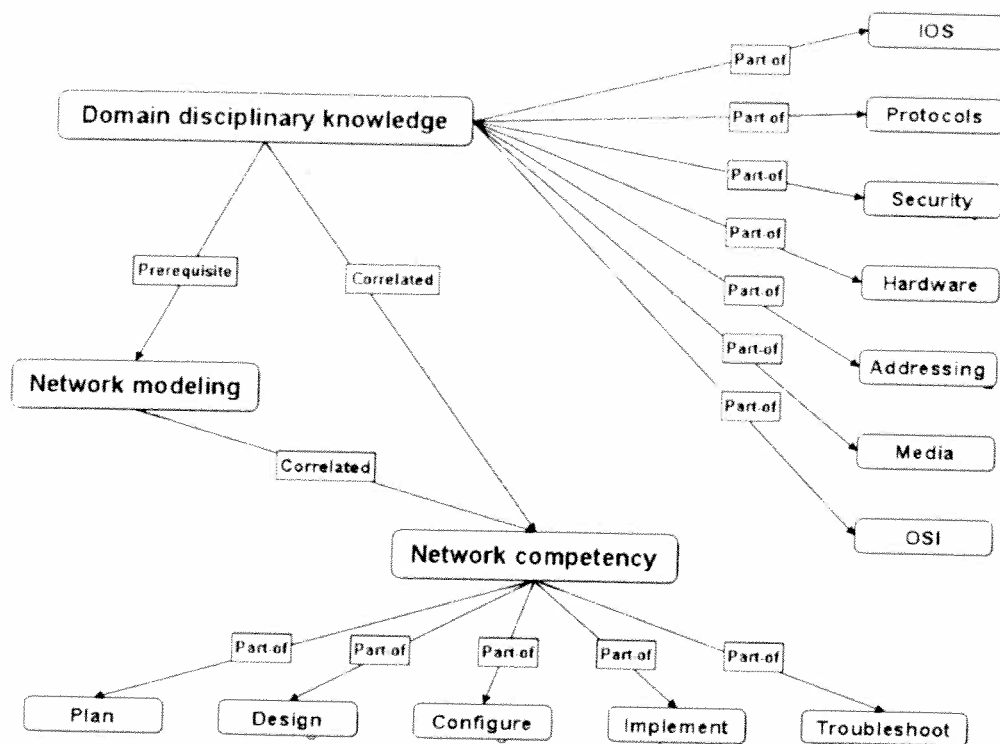 IOS
Part of
Domain disciplinary knowledge
Part of
Protocols
Part of
Security
Part of
Hardware
Prerequisite
Correlated
Part-of
Addressing
Part-of
Network modeling
Part-of
Media
Correlated
OSI
Network competency
Part-of
Part-of
Part-of
Part-of
Part-of
Plan
Design
Configure
Implement
Troubleshoot